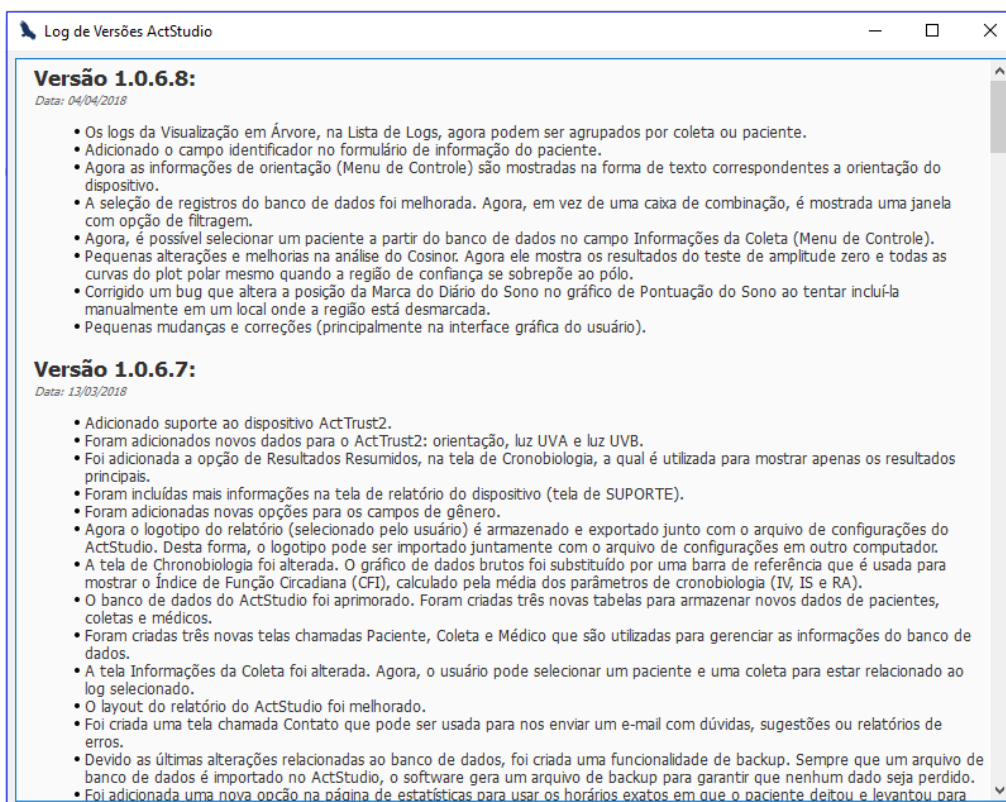 Log de Versões ActStudio
Versão 1.0.6.8:
Data: 04/04/2018
• Os logs da Visualização em Árvore, na Lista de Logs, agora podem ser agrupados por coleta ou paciente.
• Adicionado o campo identificador no formulário de informação do paciente.
• Agora as informações de orientação (Menu de Controle) são mostradas na forma de texto correspondentes a orientação do
dispositivo.
• A seleção de registros do banco de dados foi melhorada. Agora, em vez de uma caixa de combinação, é mostrada uma janela
com opção de filtragem.
• Agora, é possível selecionar um paciente a partir do banco de dados no campo Informações da Coleta (Menu de Controle).
• Pequenas alterações e melhorias na análise do Cosinor. Agora ele mostra os resultados do teste de amplitude zero e todas as
curvas do plot polar mesmo quando a região de confiança se sobrepõe ao pólo.
• Corrigido um bug que altera a posição da Marca do Diário do Sono no gráfico de Pontuação do Sono ao tentar incluí-la
manualmente em um local onde a região está desmarcada.
• Pequenas mudanças e correções (principalmente na interface gráfica do usuário).
Versão 1.0.6.7:
Data: 13/03/2018
• Adicionado suporte ao dispositivo ActTrust2.
• Foram adicionados novos dados para o ActTrust2: orientação, luz UVA e luz UVB.
• Foi adicionada a opção de Resultados Resumidos, na tela de Cronobiologia, a qual é utilizada para mostrar apenas os resultados
principais.
• Foram incluídas mais informações na tela de relatório do dispositivo (tela de SUPORTE).
• Foram adicionadas novas opções para os campos de gênero.
• Agora o logotipo do relatório (selecionado pelo usuário) é armazenado e exportado junto com o arquivo de configurações do
ActStudio. Desta forma, o logotipo pode ser importado juntamente com o arquivo de configurações em outro computador.
• A tela de Chronobiologia foi alterada. O gráfico de dados brutos foi substituído por uma barra de referência que é usada para
mostrar o Índice de Função Circadiana (CFI), calculado pela média dos parâmetros de cronobiologia (IV, IS e RA).
• O banco de dados do ActStudio foi aprimorado. Foram criadas três novas tabelas para armazenar novos dados de pacientes,
coletas e médicos.
• Foram criadas três novas telas chamadas Paciente, Coleta e Médico que são utilizadas para gerenciar as informações do banco de
dados.
• A tela Informações da Coleta foi alterada. Agora, o usuário pode selecionar um paciente e uma coleta para estar relacionado ao
log selecionado.
• O layout do relatório do ActStudio foi melhorado.
• Foi criada uma tela chamada Contato que pode ser usada para nos enviar um e-mail com dúvidas, sugestões ou relatórios de
erros.
• Devido as últimas alterações relacionadas ao banco de dados, foi criada uma funcionalidade de backup. Sempre que um arquivo de
banco de dados é importado no ActStudio, o software gera um arquivo de backup para garantir que nenhum dado seja perdido.
• Foi adicionada uma nova opção na página de estatísticas para usar os horários exatos em que o paciente deitou e levantou para